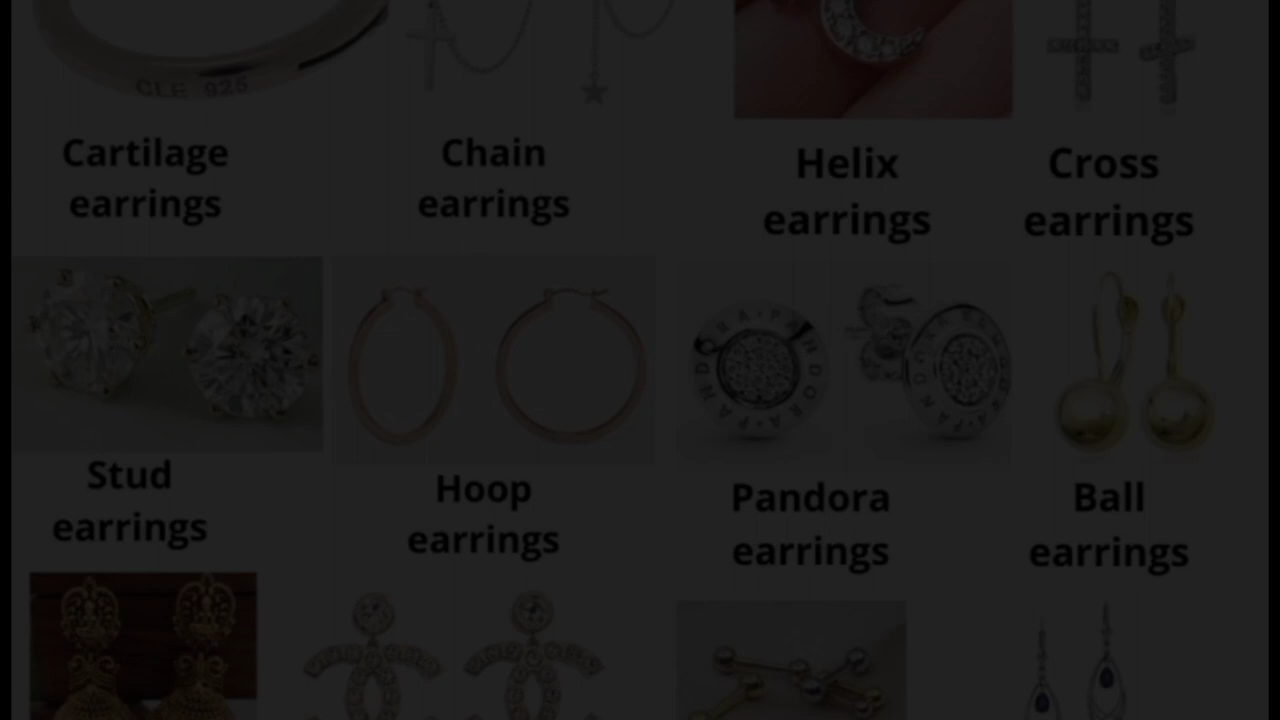 CLE 925
Cartilage
earrings
Chain
earrings
Helix
earrings
Cross
earrings
Stud
earrings
Hoop
earrings
PANDORA
PANDORA
Pandora
earrings
Ball
earrings